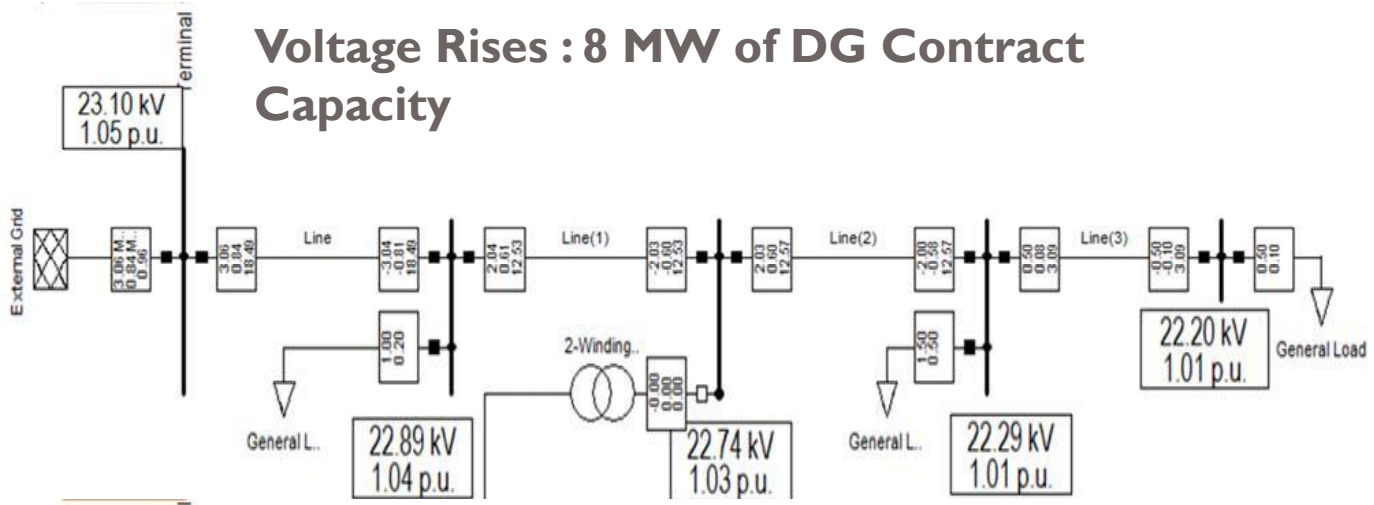 Voltage Rises : 8 MW of DG Contract
Capacity
Terminal
23.10 kV
1.05 p.u.
External Grid
3.06 M..
0.84 M..
0.96
3.06
0.84
18.49
Line
-3.04
-0.81
18.49
2.04
0.61
12.53
Line(1)
-2.03
-0.60
12.53
2.03
0.60
12.57
Line(2)
-2.00
-0.58
12.57
0.50
0.08
3.09
Line(3)
-0.50
-0.10
3.09
0.50
0.10
General Load
1.00
0.20
General L..
2-Winding..
-0.00
0.00
0.00
1.50
0.50
General L..
22.20 kV
1.01 p.u.
22.89 kV
1.04 p.u.
22.74 kV
1.03 p.u.
22.29 kV
1.01 p.u.